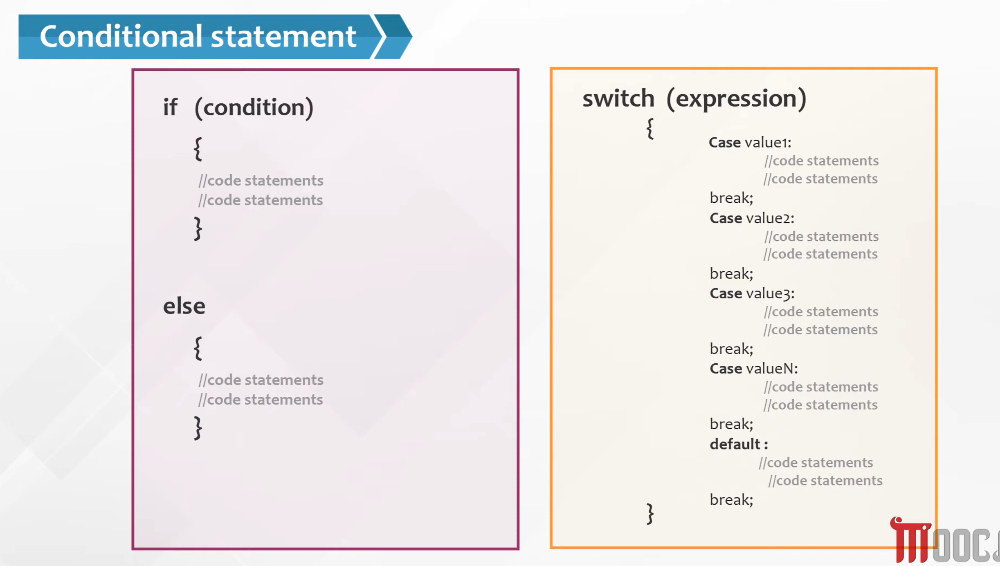 Conditional statement
if (condition)
{
//code statements
//code statements
}
else
{
//code statements
//code statements
}
switch (expression)
{
Case value1:
//code statements
//code statements
break;
Case value2:
//code statements
//code statements
break;
Case value3:
//code statements
//code statements
break;
Case valueN:
//code statements
//code statements
break;
default :
//code statements
//code statements
break;
}